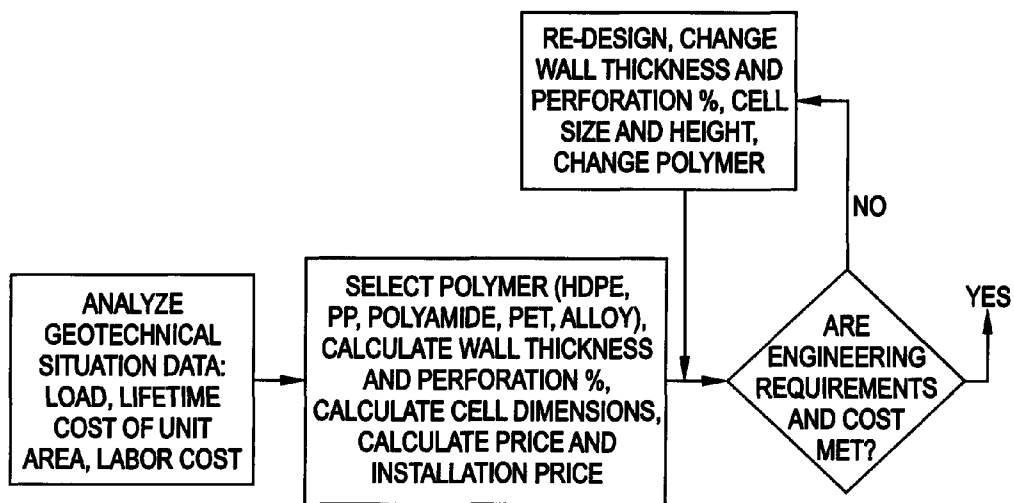 ANALYZE
GEOTECHNICAL
SITUATION DATA:
LOAD, LIFETIME
COST OF UNIT
AREA, LABOR COST
SELECT POLYMER (HDPE,
PP, POLYAMIDE, PET, ALLOY),
CALCULATE WALL THICKNESS
AND PERFORATION %,
CALCULATE CELL DIMENSIONS,
CALCULATE PRICE AND
INSTALLATION PRICE
RE-DESIGN, CHANGE
WALL THICKNESS AND
PERFORATION %, CELL
SIZE AND HEIGHT,
CHANGE POLYMER
ARE
ENGINEERING
REQUIREMENTS
AND COST
MET?
NO
YES